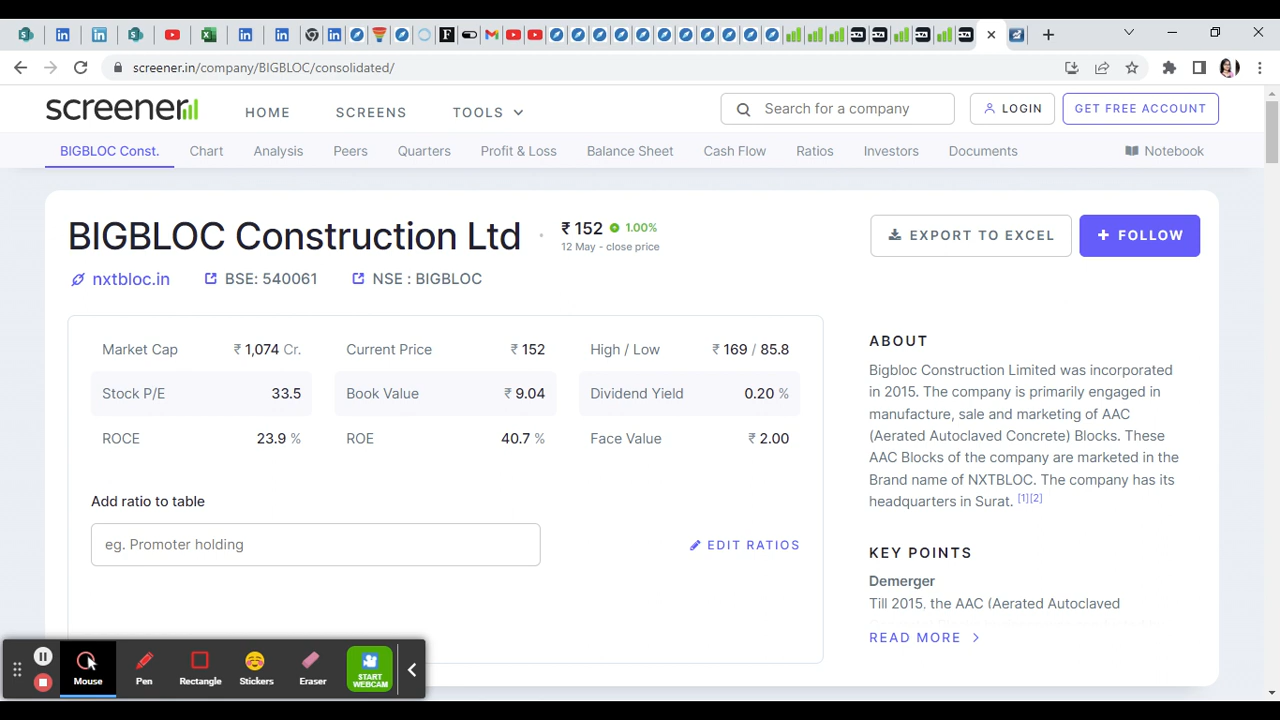 screener.in/company/BIGBLOC/consolidated/
screener
HOME
SCREENS
TOOLS
Search for a company
LOGIN
GET FREE ACCOUNT
BIGBLOC Const.
Chart
Analysis
Peers
Quarters
Profit & Loss
Balance Sheet
Cash Flow
Ratios
Investors
Documents
Notebook
BIGBLOC Construction Ltd
₹ 152 1.00%
12 May - close price
EXPORT TO EXCEL
+ FOLLOW
nxtbloc.in
BSE: 540061
NSE : BIGBLOC
Market Cap ₹ 1,074 Cr.
Current Price ₹ 152
High / Low ₹ 169 / 85.8
Stock P/E 33.5
Book Value ₹ 9.04
Dividend Yield 0.20 %
ROCE 23.9 %
ROE 40.7 %
Face Value ₹ 2.00
Add ratio to table
eg. Promoter holding
EDIT RATIOS
ABOUT
Bigbloc Construction Limited was incorporated
in 2015. The company is primarily engaged in
manufacture, sale and marketing of AAC
(Aerated Autoclaved Concrete) Blocks. These
AAC Blocks of the company are marketed in the
Brand name of NXTBLOC. The company has its
headquarters in Surat. [1][2]
KEY POINTS
Demerger
Till 2015, the AAC (Aerated Autoclaved
READ MORE
Mouse
Pen
Rectangle
Stickers
Eraser
START
WEBCAM